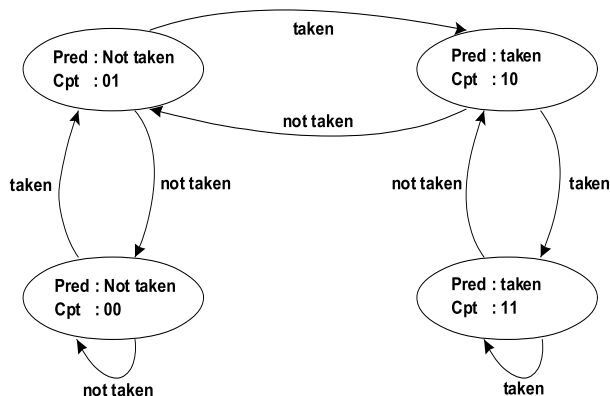 taken
Pred : Not taken
Cpt : 01
Pred : taken
Cpt : 10
not taken
taken
not taken
not taken
taken
Pred : Not taken
Cpt : 00
Pred : taken
Cpt : 11
not taken
taken